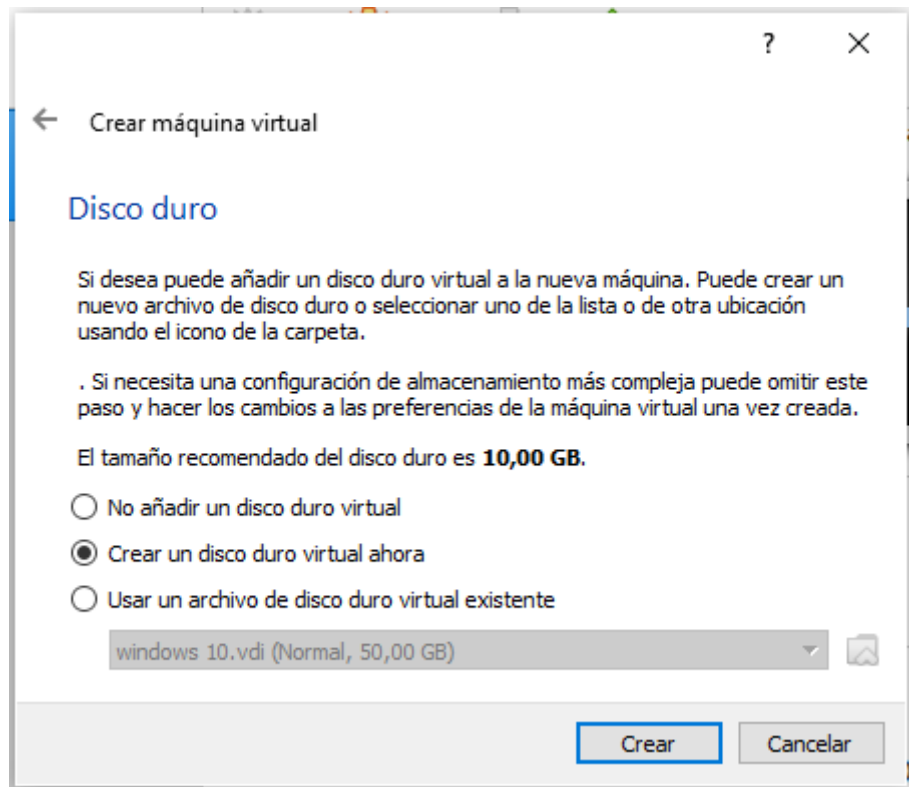 ?
Crear máquina virtual
Disco duro
Si desea puede añadir un disco duro virtual a la nueva máquina. Puede crear un
nuevo archivo de disco duro o seleccionar uno de la lista o de otra ubicación
usando el icono de la carpeta.
. Si necesita una configuración de almacenamiento más compleja puede omitir este
paso y hacer los cambios a las preferencias de la máquina virtual una vez creada.
El tamaño recomendado del disco duro es 10,00 GB.
No añadir un disco duro virtual
Crear un disco duro virtual ahora
Usar un archivo de disco duro virtual existente
windows 10.vdi (Normal, 50,00 GB)
Crear Cancelar